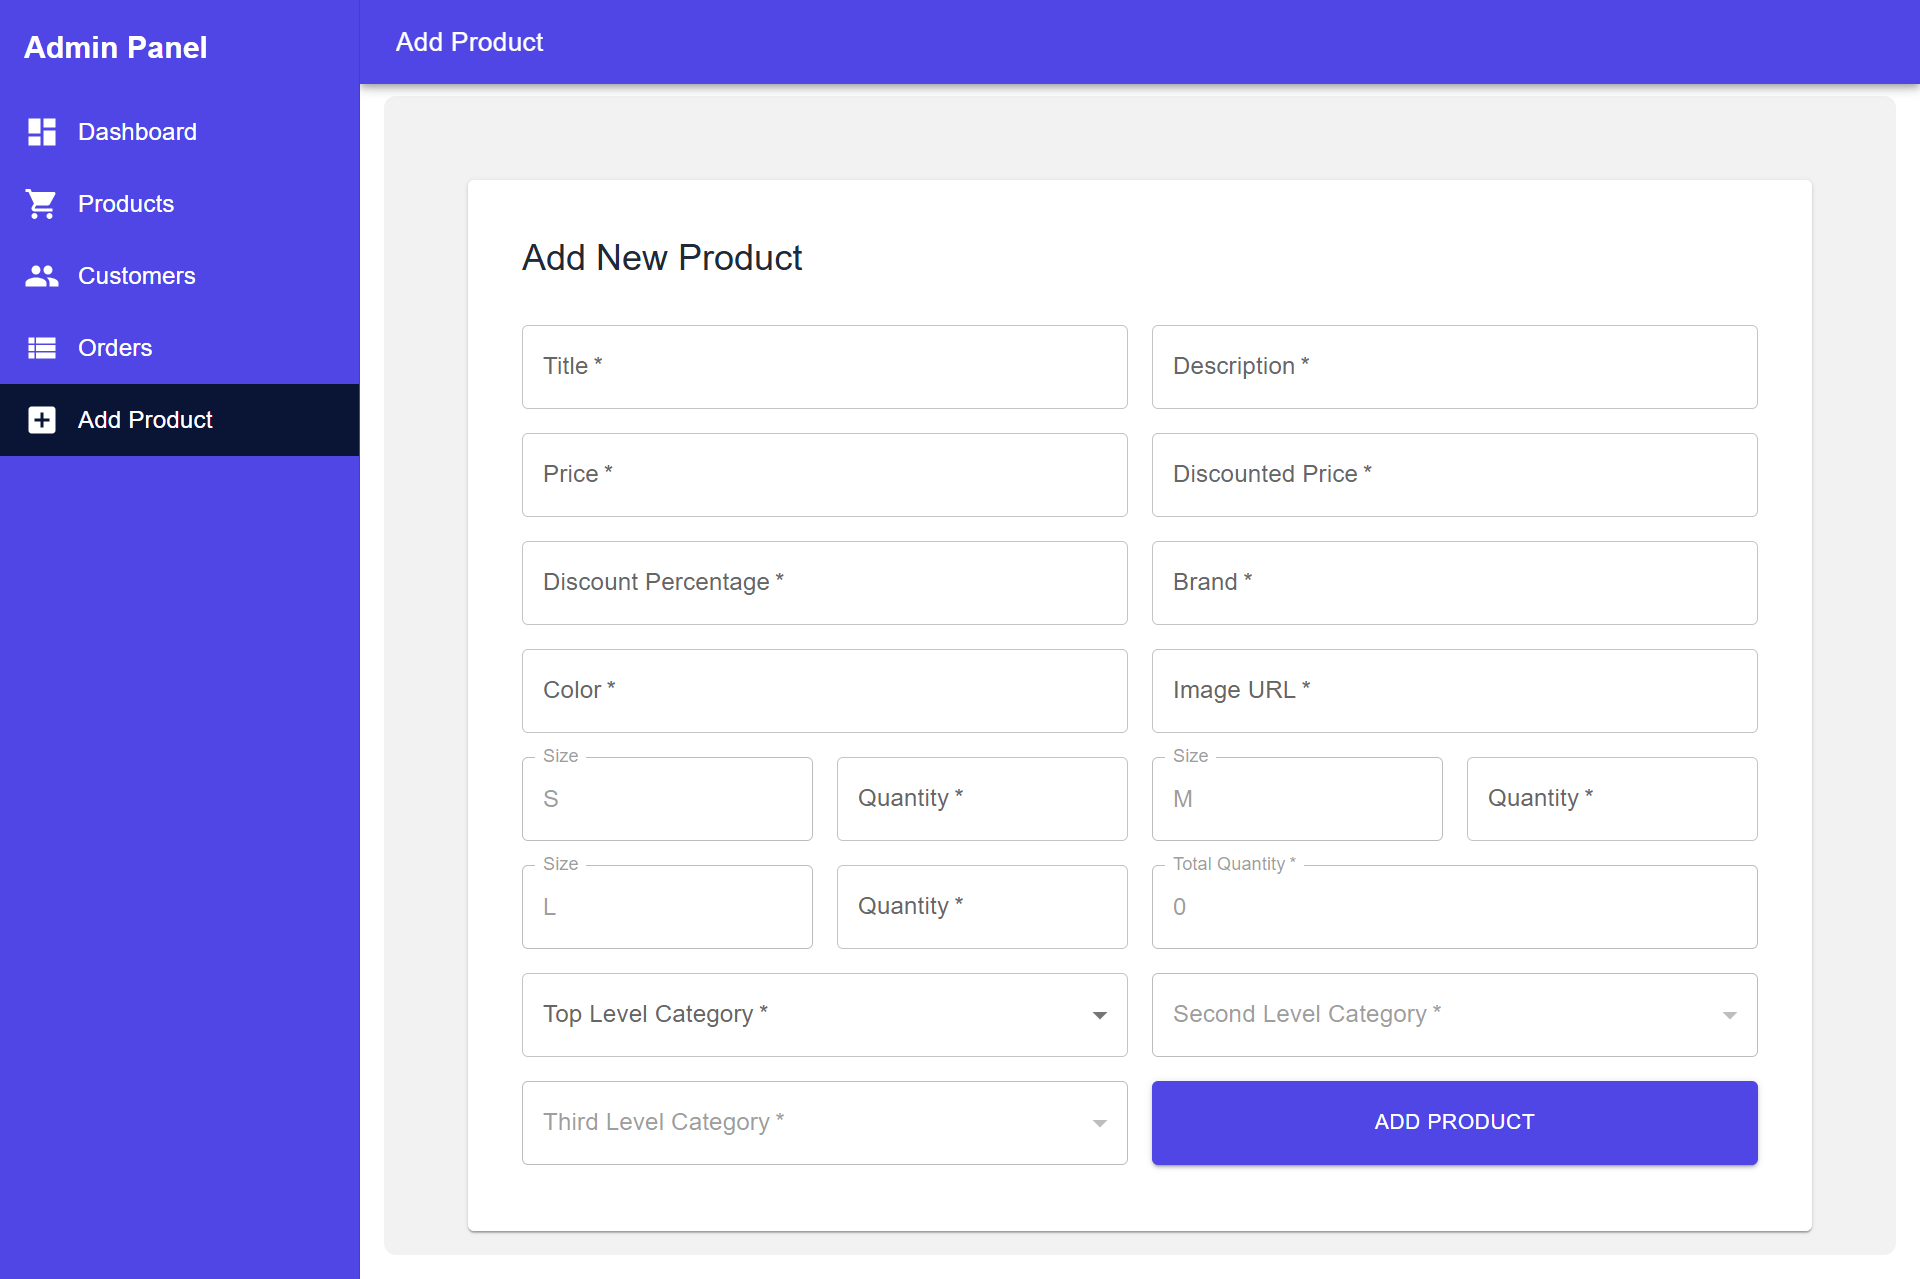 Admin Panel
Dashboard
Products
Customers
Orders
Add Product
Add Product
Add New Product
Title *
Description *
Price *
Discounted Price *
Discount Percentage *
Brand *
Color *
Image URL *
Size
S
Quantity *
Size
M
Quantity *
Size
L
Quantity *
Total Quantity *
0
Top Level Category *
Second Level Category *
Third Level Category *
ADD PRODUCT